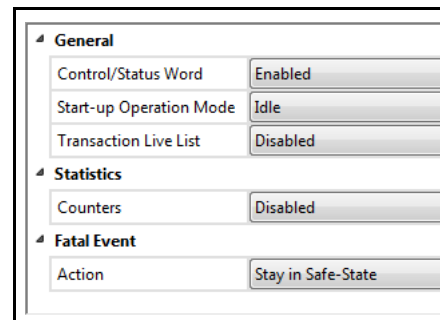 General
Control/Status Word Enabled
Start-up Operation Mode Idle
Transaction Live List Disabled
Statistics
Counters Disabled
Fatal Event
Action Stay in Safe-State